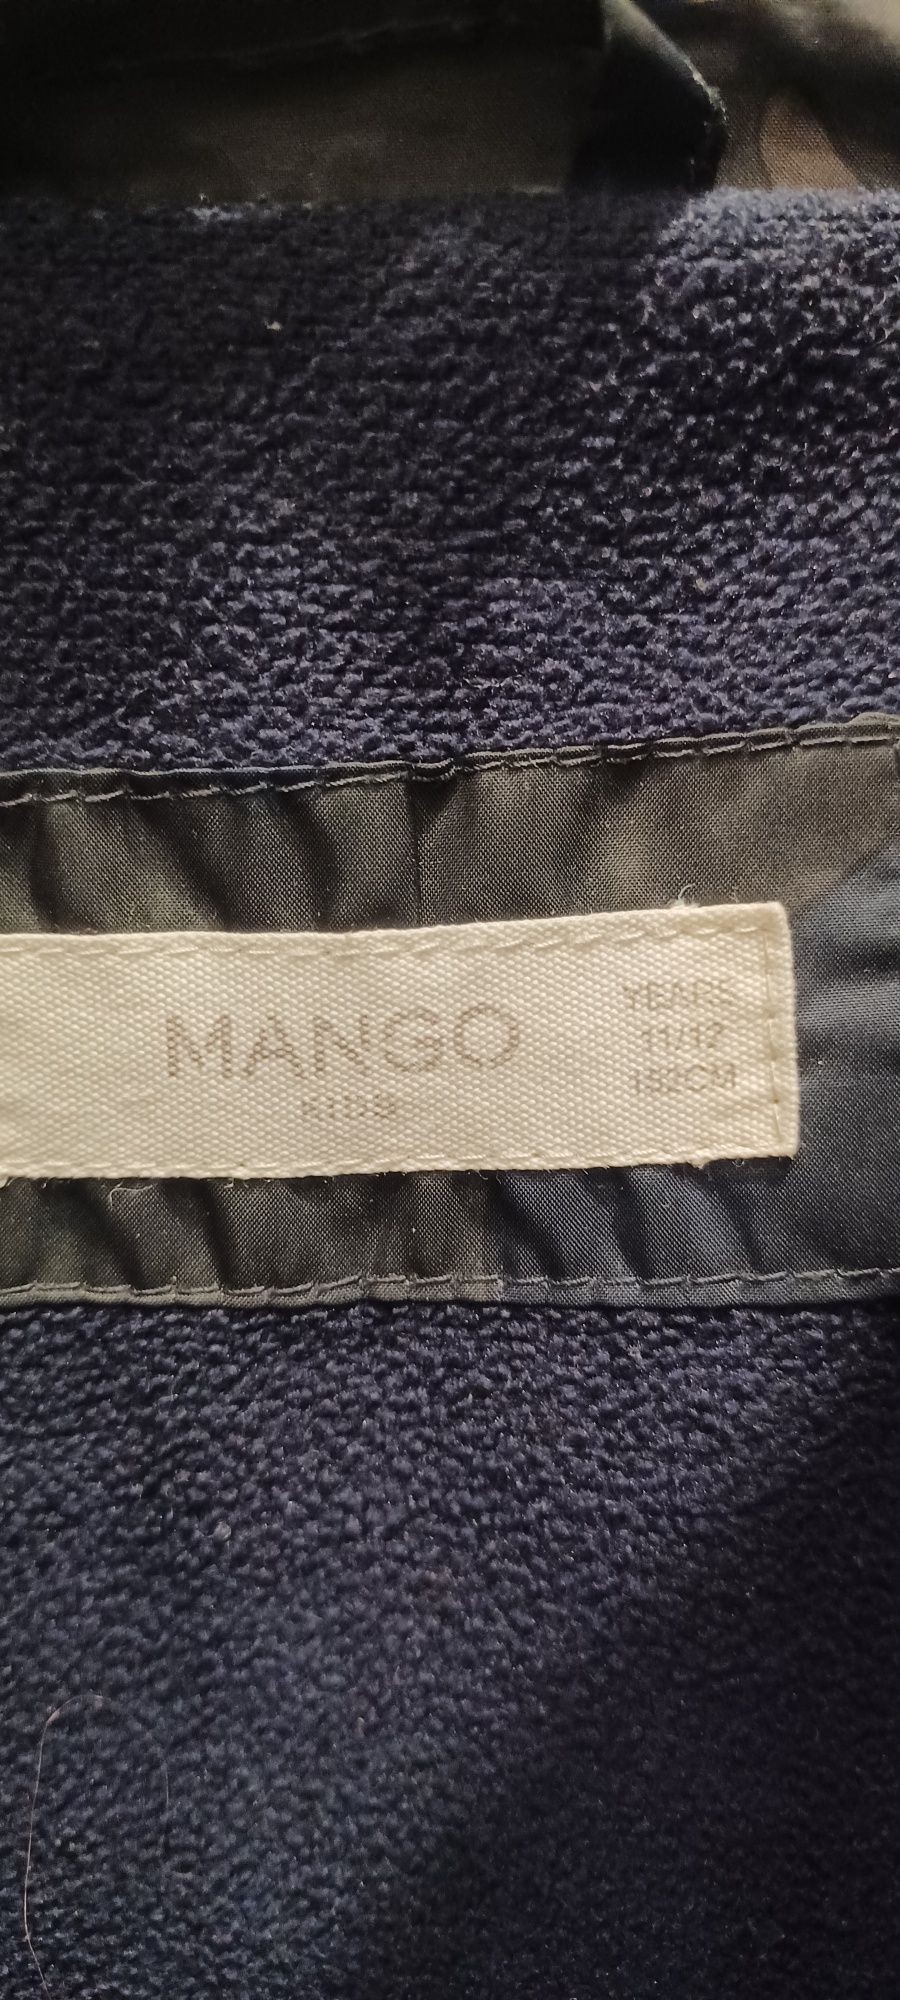 MANGO
KIDS
YEARS
11/12
152CM